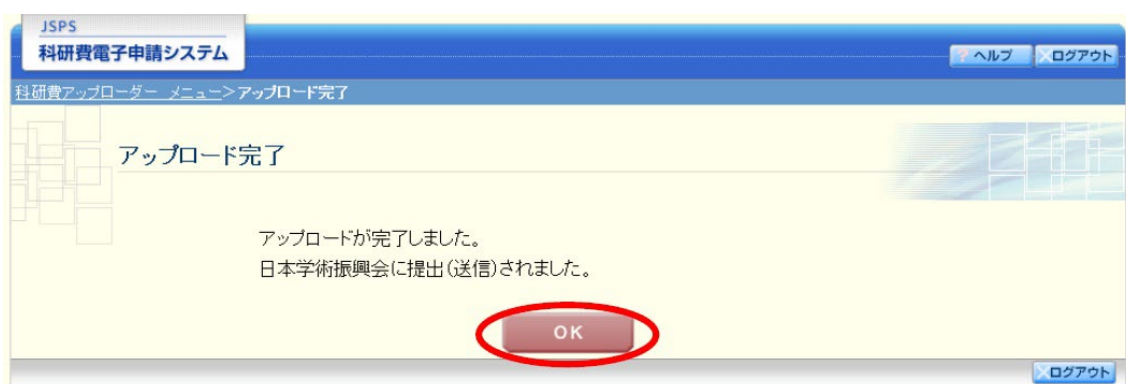 JSPS
科研費電子申請システム
? ヘルプ
×ログアウト
科研費アップローダー メニュー>アップロード完了
アップロード完了
アップロードが完了しました。
日本学術振興会に提出(送信)されました。
OK
×ログアウト